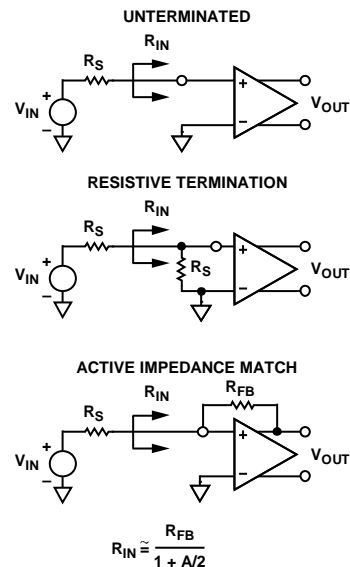 UNTERMINATED
R_IN
R_S
V_IN
+
−
+
−
V_OUT
RESISTIVE TERMINATION
R_IN
R_S
V_IN
+
−
R_S
+
−
V_OUT
ACTIVE IMPEDANCE MATCH
R_IN
R_FB
R_S
V_IN
+
−
+
−
V_OUT
R_IN ≅ R_FB / 1 + A/2